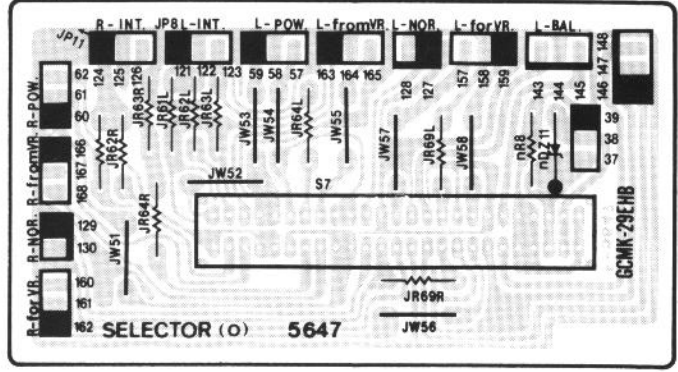 R-INT. JP8 L-INT. L-POW. L-fromVR. L-NOR. L-forVR. L-BAL.
JP11
124 125 126 121 122 123 59 58 57 163 164 165 128 127 157 158 159 143 144 145 146 147 148
R-POW. 62 61 60
R-fromVR. 166 167 168
R-NOR. 129 130
R-forVR. 160 161 162
JR62R JR63R JR61L JR62L JR63L JW53 JW54 JR64L JW55 JW57 JR69L JW58 nR8 nDZ11
39
38
37
JW52 S7
JW51 JR64R
GCMK-29EHB
JR69R
JW56
SELECTOR (O) 5647